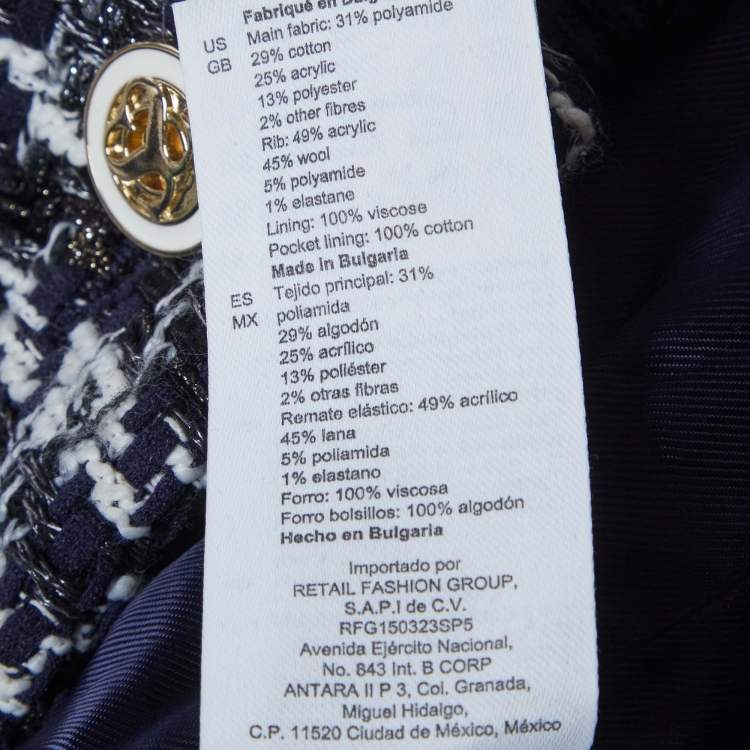 Fabriqué en Bulgarie
US Main fabric: 31% polyamide
GB 29% cotton
25% acrylic
13% polyester
2% other fibres
Rib: 49% acrylic
45% wool
5% polyamide
1% elastane
Lining: 100% viscose
Pocket lining: 100% cotton
Made in Bulgaria
ES Tejido principal: 31%
MX poliamida
29% algodón
25% acrílico
13% poliéster
2% otras fibras
Remate elástico: 49% acrílico
45% lana
5% poliamida
1% elastano
Forro: 100% viscosa
Forro bolsillos: 100% algodón
Hecho en Bulgaria
Importado por
RETAIL FASHION GROUP,
S.A.P.I de C.V.
RFG150323SP5
Avenida Ejército Nacional,
No. 843 Int. B CORP
ANTARA II P 3, Col. Granada,
Miguel Hidalgo,
C.P. 11520 Ciudad de México, México